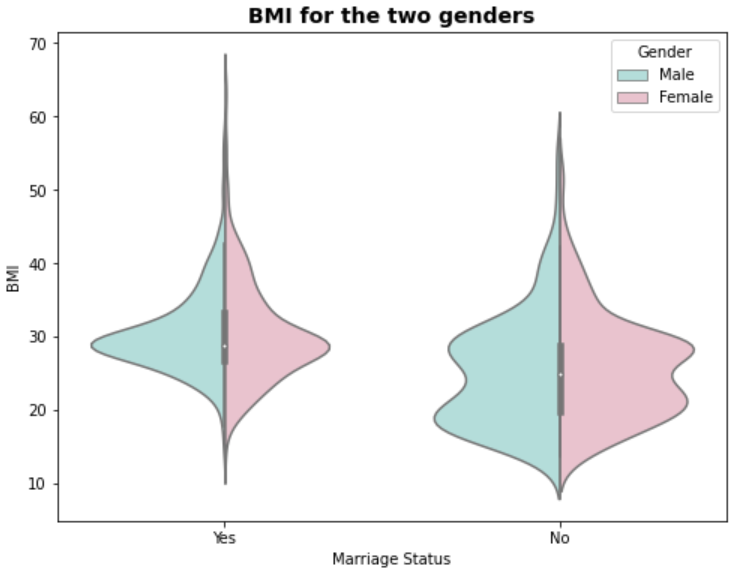 BMI for the two genders
Gender
Male
Female
70
60
50
40
30
20
10
BMI
Yes
No
Marriage Status